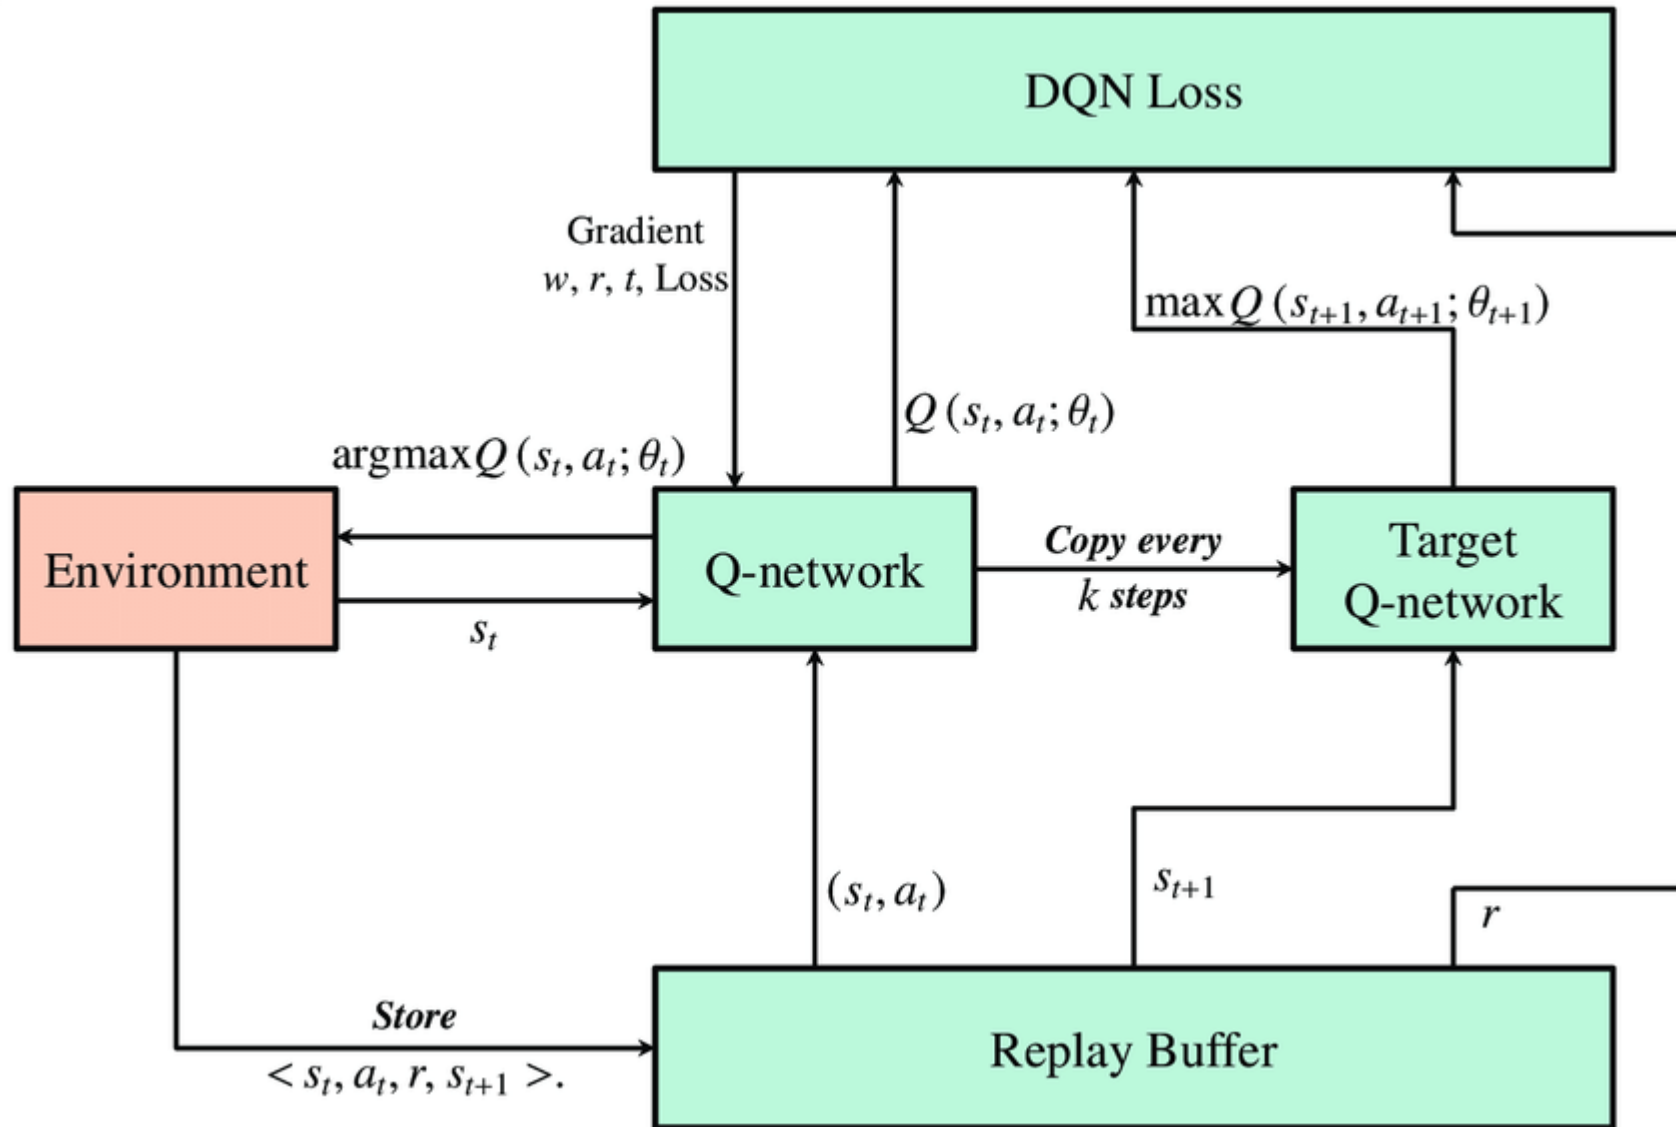 DQN Loss
Gradient
w, r, t, Loss
max Q (sₜ₊₁, aₜ₊₁; θₜ₊₁)
Q (sₜ, aₜ; θₜ)
argmax Q (sₜ, aₜ; θₜ)
Environment
Q-network
Copy every
k steps
Target
Q-network
sₜ
(sₜ, aₜ)
sₜ₊₁
r
Store
< sₜ, aₜ, r, sₜ₊₁ >.
Replay Buffer